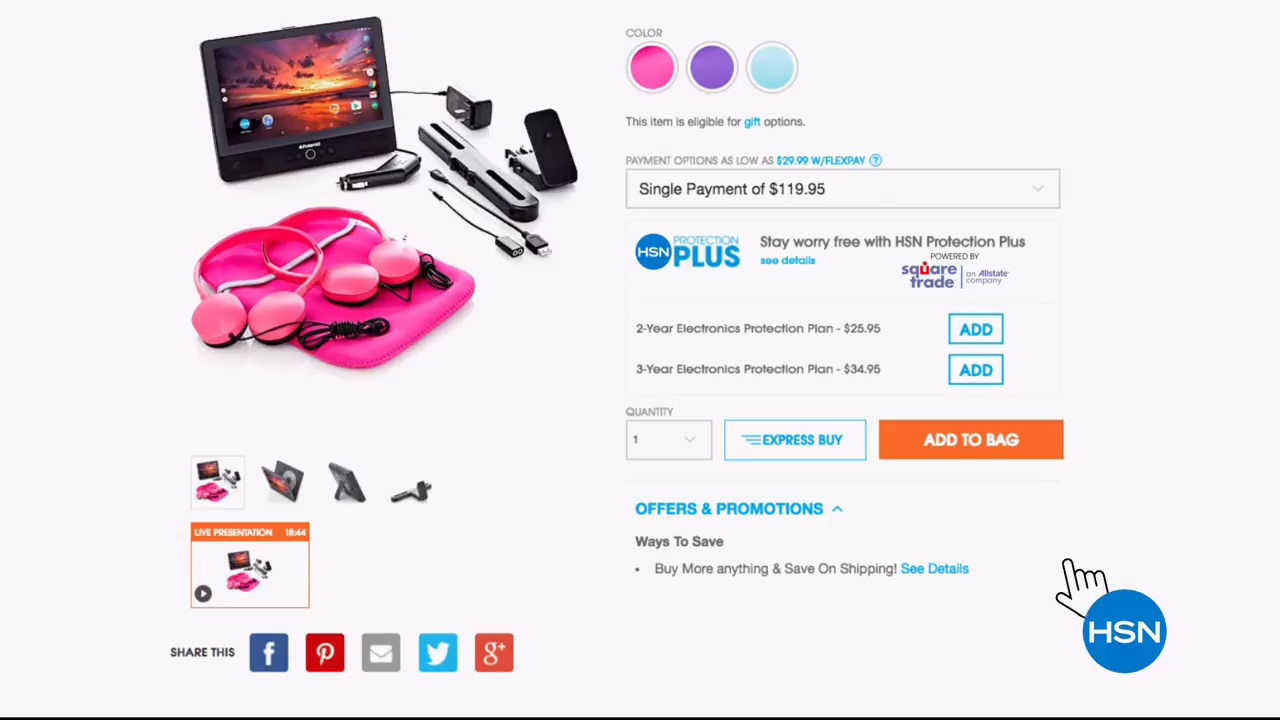 Polaroid
COLOR
This item is eligible for gift options.
PAYMENT OPTIONS AS LOW AS $29.99 W/FLEXPAY ?
Single Payment of $119.95
HSN PROTECTION PLUS
Stay worry free with HSN Protection Plus
see details
POWERED BY
square trade
an Allstate company
2-Year Electronics Protection Plan - $25.95
ADD
3-Year Electronics Protection Plan - $34.95
ADD
QUANTITY
1
EXPRESS BUY
ADD TO BAG
OFFERS & PROMOTIONS
Ways To Save
• Buy More anything & Save On Shipping! See Details
LIVE PRESENTATION 18:44
SHARE THIS
HSN